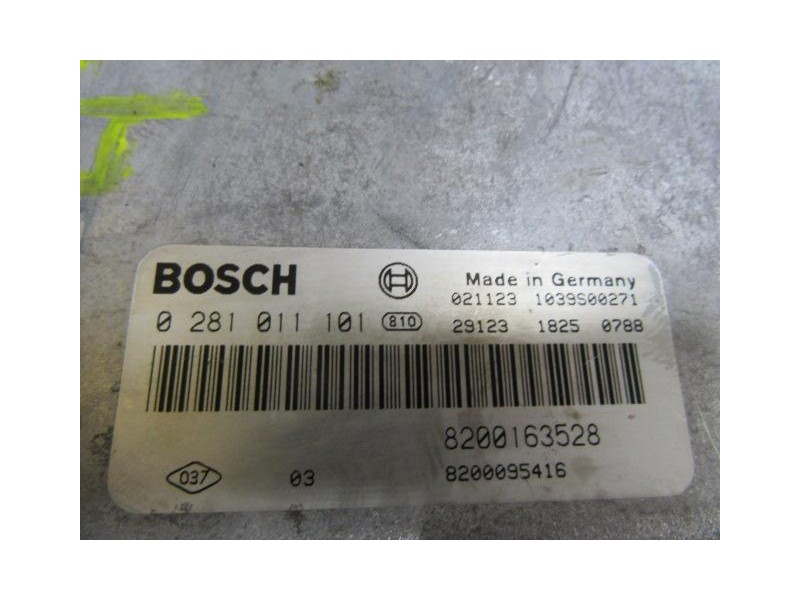 BOSCH Made in Germany
021123 1039S00271
0 281 011 101 810 29123 1825 0788
8200163528
037 03 8200095416